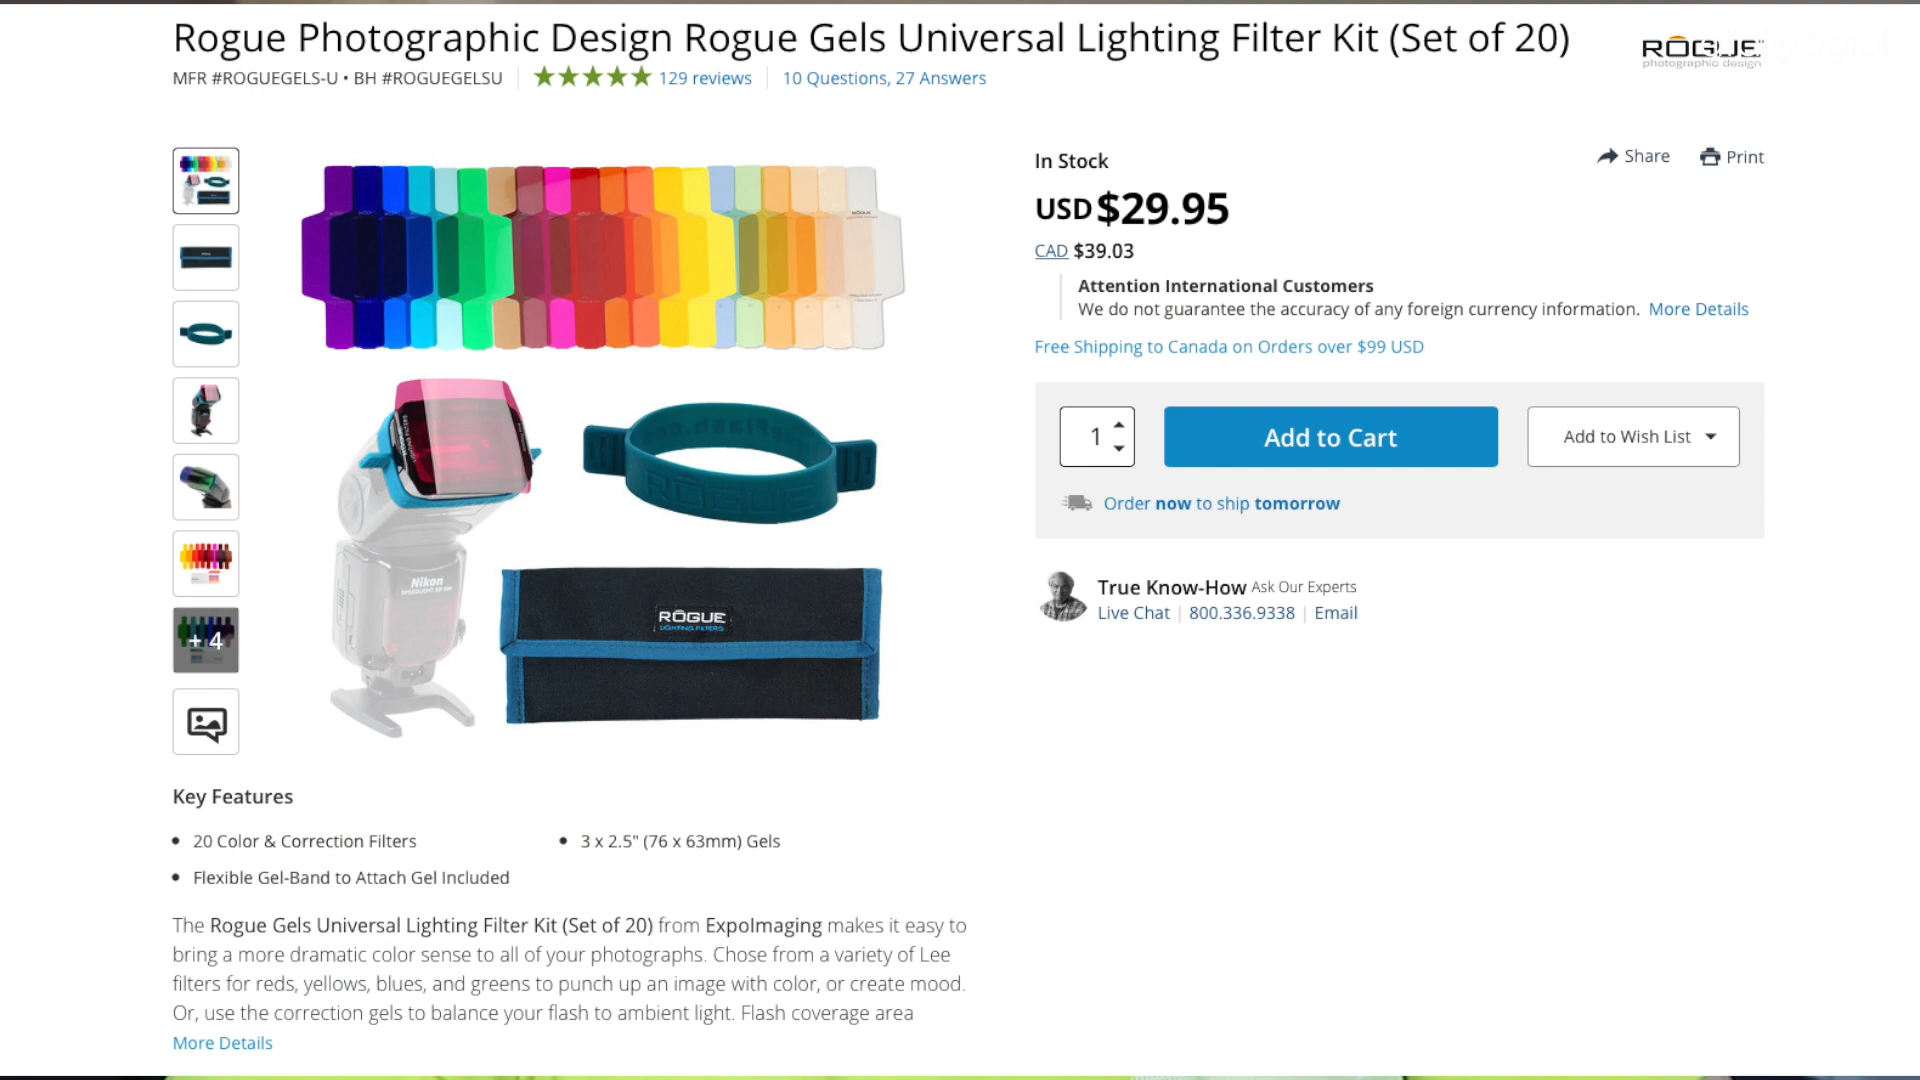 Rogue Photographic Design Rogue Gels Universal Lighting Filter Kit (Set of 20)
MFR #ROGUEGELS-U • BH #ROGUEGELSU
129 reviews
10 Questions, 27 Answers
RŌGUE
photographic design
In Stock
Share
Print
USD $29.95
CAD $39.03
Attention International Customers
We do not guarantee the accuracy of any foreign currency information. More Details
Free Shipping to Canada on Orders over $99 USD
1
Add to Cart
Add to Wish List
Order now to ship tomorrow
True Know-How Ask Our Experts
Live Chat | 800.336.9338 | Email
Nikon
ROGUE
RŌGUE
LIGHTING FILTERS
+ 4
Key Features
• 20 Color & Correction Filters
• 3 x 2.5" (76 x 63mm) Gels
• Flexible Gel-Band to Attach Gel Included
The Rogue Gels Universal Lighting Filter Kit (Set of 20) from ExpoImaging makes it easy to
bring a more dramatic color sense to all of your photographs. Chose from a variety of Lee
filters for reds, yellows, blues, and greens to punch up an image with color, or create mood.
Or, use the correction gels to balance your flash to ambient light. Flash coverage area
More Details